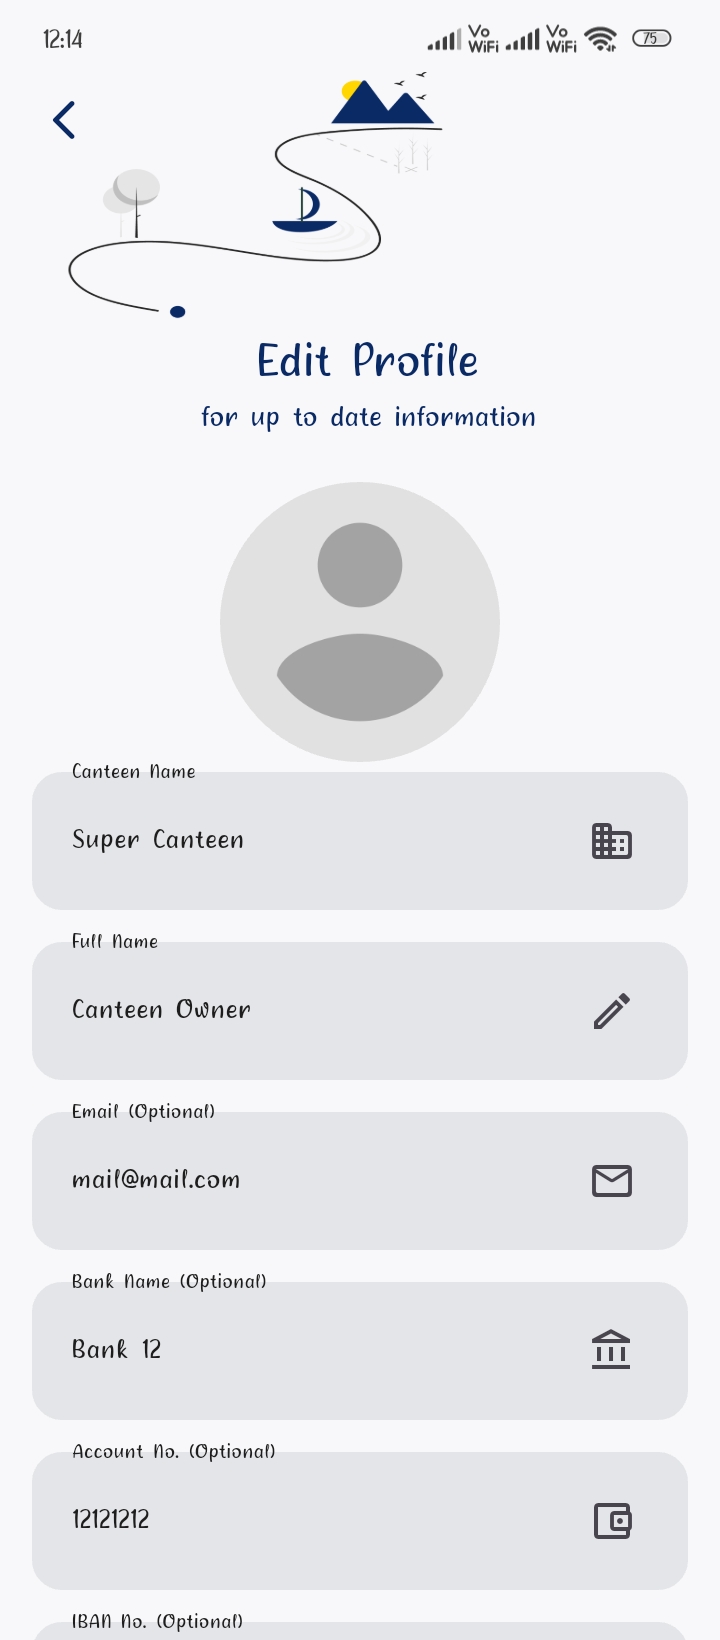 12:14 Vo WiFi Vo WiFi 75
Edit Profile
for up to date information
Canteen Name
Super Canteen
Full Name
Canteen Owner
Email (Optional)
mail@mail.com
Bank Name (Optional)
Bank 12
Account No. (Optional)
12121212
IBAN No. (Optional)